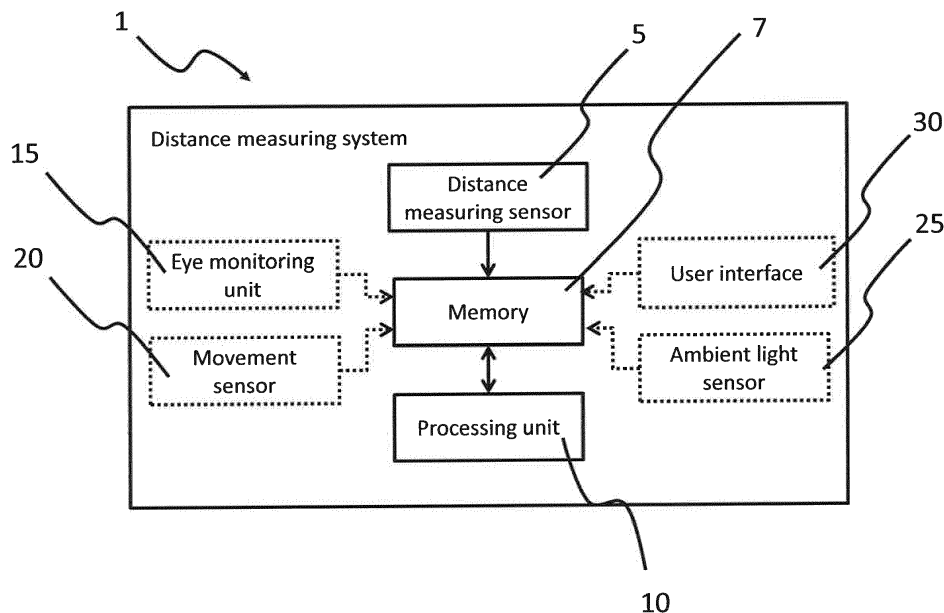 1
5
7
Distance measuring system
15
30
Distance
measuring sensor
20
25
Eye monitoring
unit
User interface
Memory
Movement
sensor
Ambient light
sensor
Processing unit
10